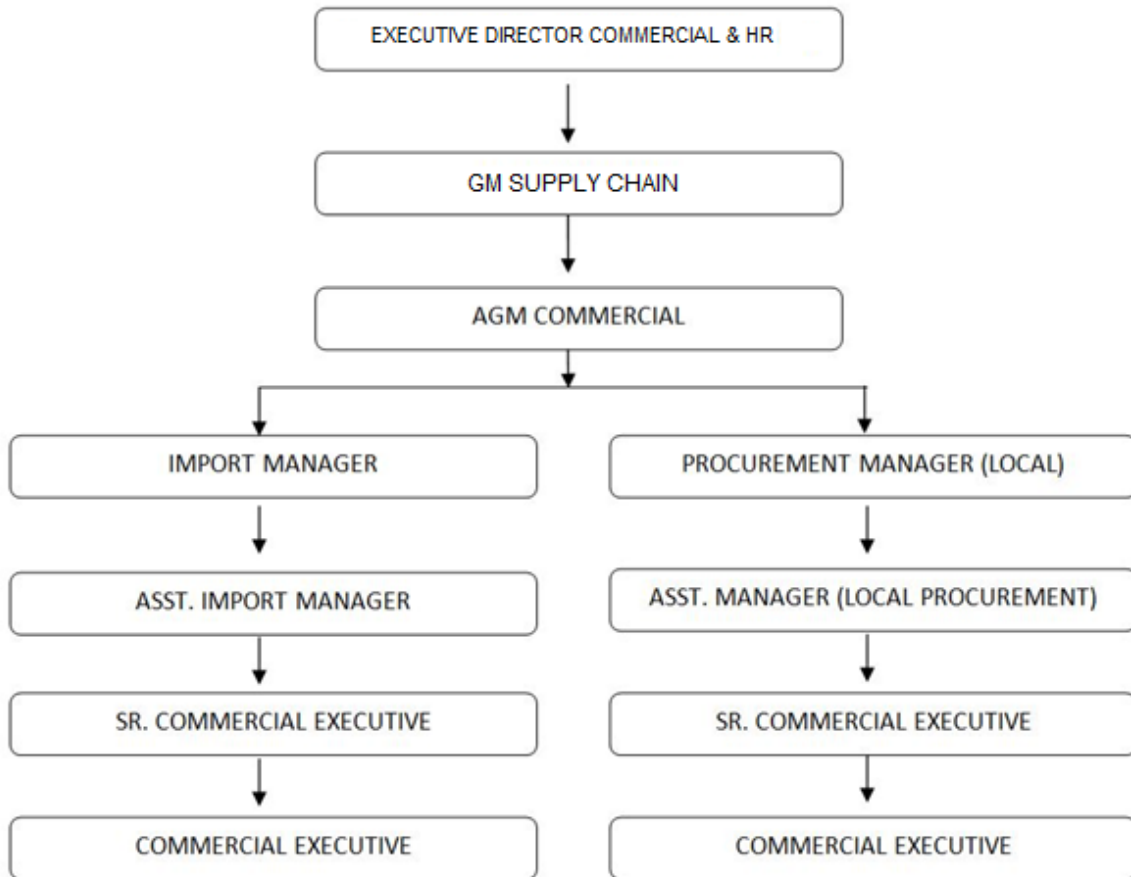 EXECUTIVE DIRECTOR COMMERCIAL & HR
GM SUPPLY CHAIN
AGM COMMERCIAL
IMPORT MANAGER
PROCUREMENT MANAGER (LOCAL)
ASST. IMPORT MANAGER
ASST. MANAGER (LOCAL PROCUREMENT)
SR. COMMERCIAL EXECUTIVE
SR. COMMERCIAL EXECUTIVE
COMMERCIAL EXECUTIVE
COMMERCIAL EXECUTIVE